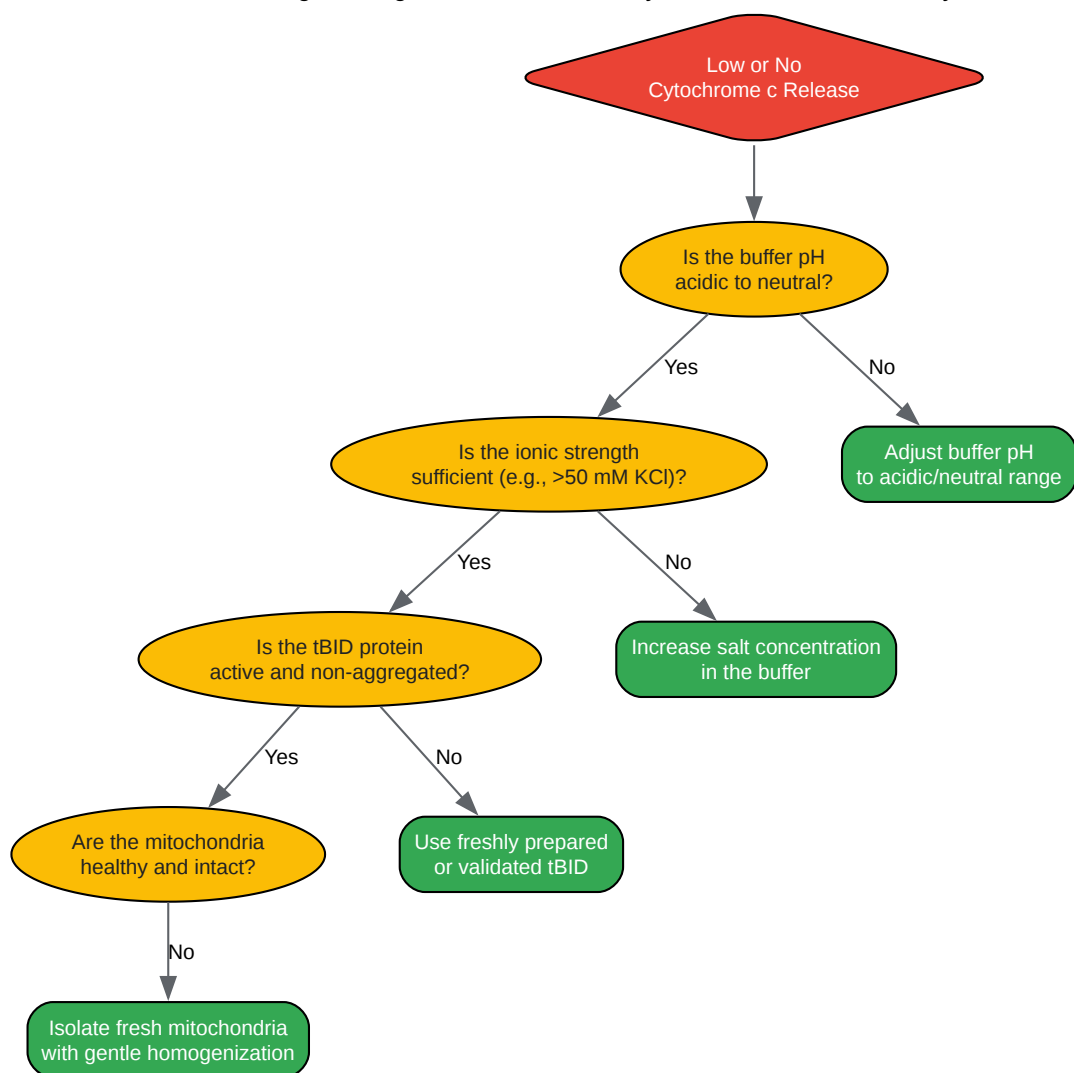 Low or No
Cytochrome c Release
Is the buffer pH
acidic to neutral?
Yes
No
Is the ionic strength
sufficient (e.g., >50 mM KCl)?
Adjust buffer pH
to acidic/neutral range
Yes
No
Is the tBID protein
active and non-aggregated?
Increase salt concentration
in the buffer
Yes
No
Are the mitochondria
healthy and intact?
Use freshly prepared
or validated tBID
No
Isolate fresh mitochondria
with gentle homogenization